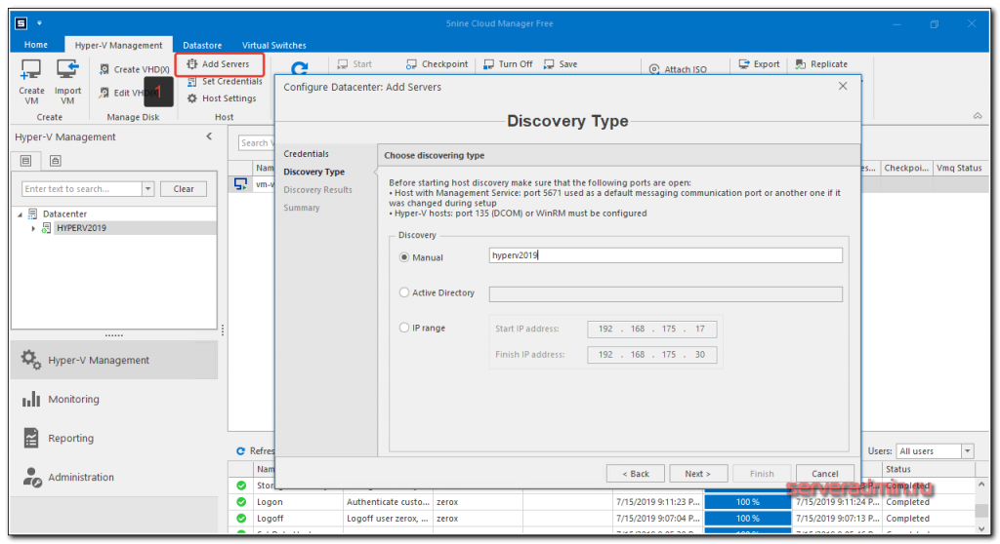 5nine Cloud Manager Free
Home Hyper-V Management Datastore Virtual Switches
Create VM
Import VM
Create
Create VHD(X)
Edit
Manage Disk
1
Add Servers
Set Credentials
Host Settings
Host
Start Checkpoint Turn Off Save Attach ISO Export Replicate
Hyper-V Management
Enter text to search... Clear
Datacenter
HYPERV2019
Hyper-V Management
Monitoring
Reporting
Administration
Configure Datacenter: Add Servers
Discovery Type
Credentials
Discovery Type
Discovery Results
Summary
Choose discovering type
Before starting host discovery make sure that the following ports are open:
• Host with Management Service: port 5671 used as a default messaging communication port or another one if it
was changed during setup
• Hyper-V hosts: port 135 (DCOM) or WinRM must be configured
Discovery
Manual hyperv2019
Active Directory
IP range
Start IP address: 192 . 168 . 175 . 17
Finish IP address: 192 . 168 . 175 . 30
< Back Next > Finish Cancel
Search
Nam
Checkpoi... Vmq Status
vm-v
Refres
Users: All users
Nam Status
Completed
Logon Authenticate custo... zerox 7/15/2019 9:11:23 P... 100 % 7/15/2019 9:11:24 P... Completed
Logoff Logoff user zerox, ... zerox 7/15/2019 9:07:04 P... 100 % 7/15/2019 9:07:13 P... Completed
serveradmin.ru